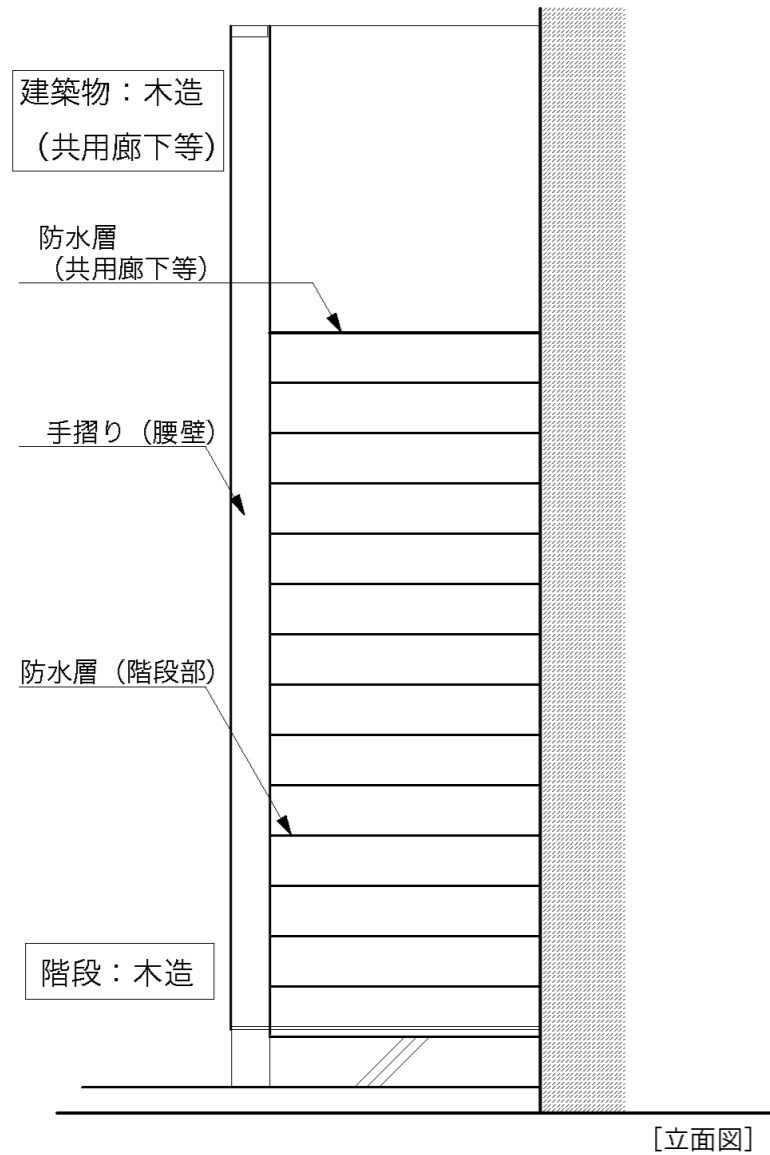 建築物：木造
（共用廊下等）
防水層
（共用廊下等）
手摺り（腰壁）
防水層（階段部）
階段：木造
［立面図］